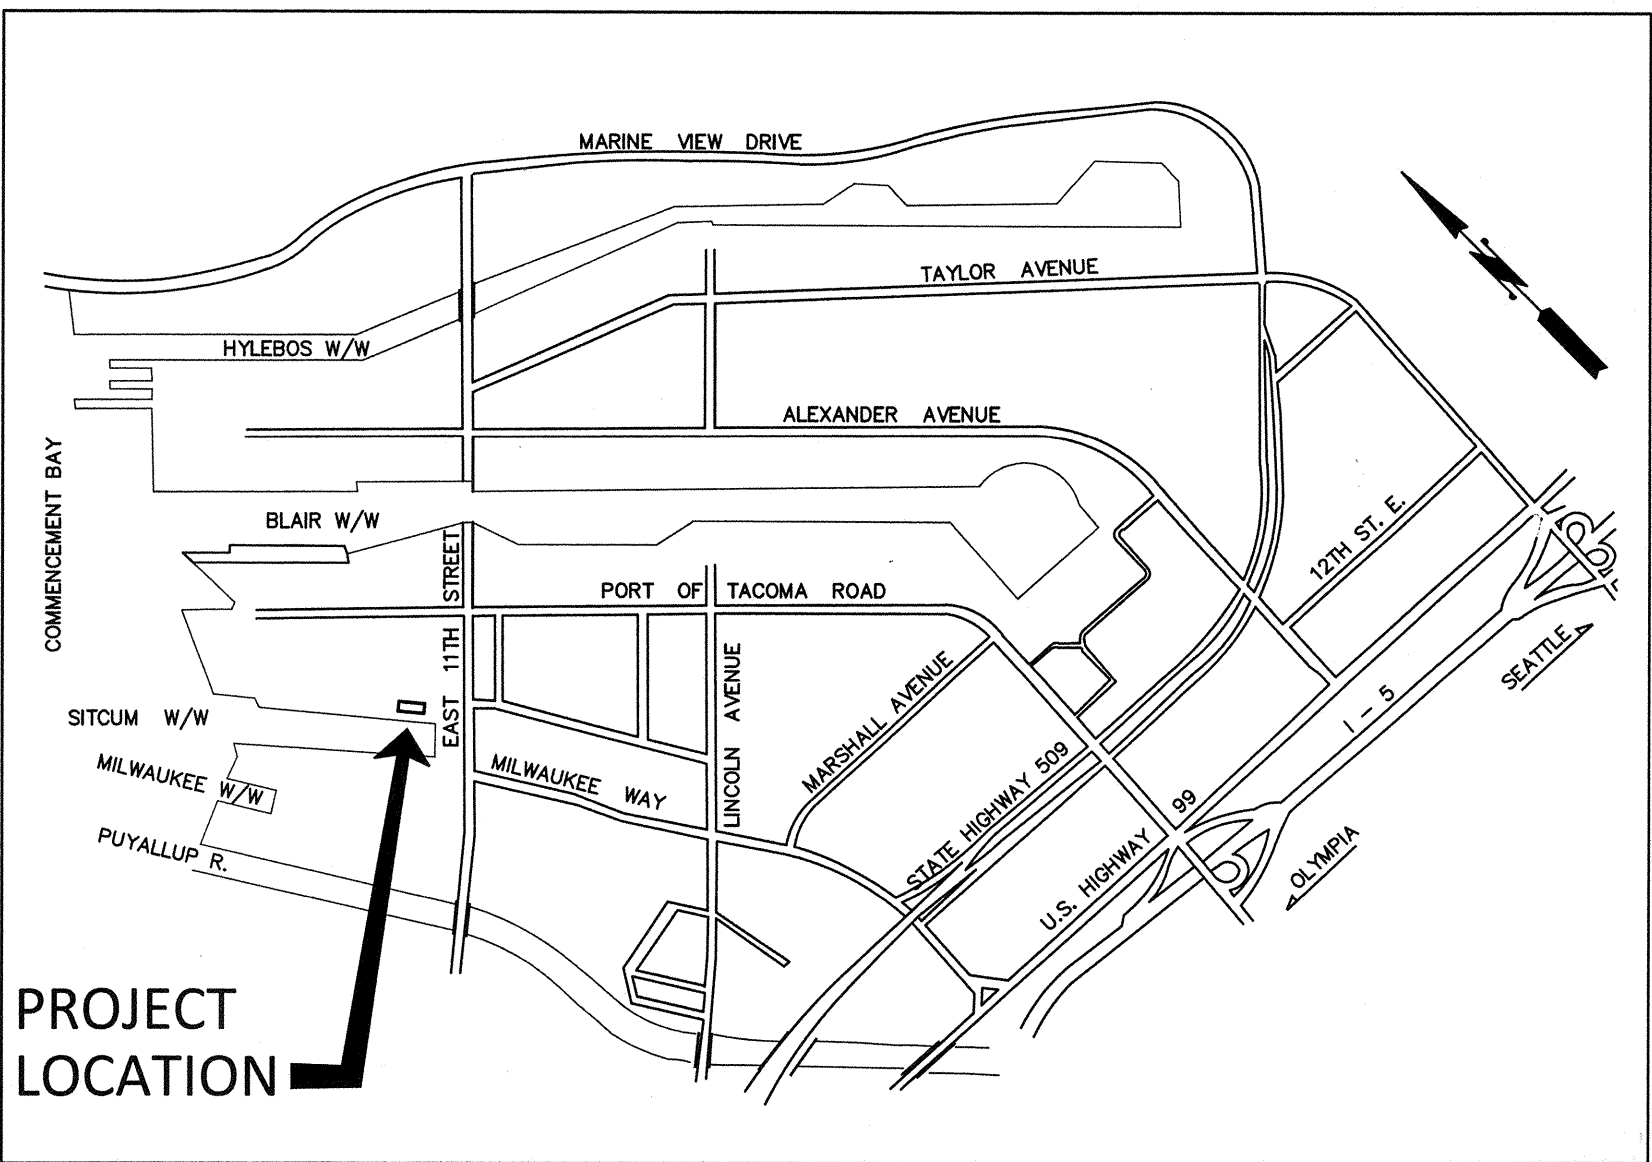 MARINE VIEW DRIVE
TAYLOR AVENUE
HYLEBOS W/W
ALEXANDER AVENUE
COMMENCEMENT BAY
BLAIR W/W
EAST 11TH STREET
PORT OF TACOMA ROAD
12TH ST. E.
SEATTLE
I - 5
LINCOLN AVENUE
MARSHALL AVENUE
SITCUM W/W
MILWAUKEE W/W
MILWAUKEE WAY
STATE HIGHWAY 509
U.S. HIGHWAY 99
OLYMPIA
PUYALLUP R.
PROJECT
LOCATION